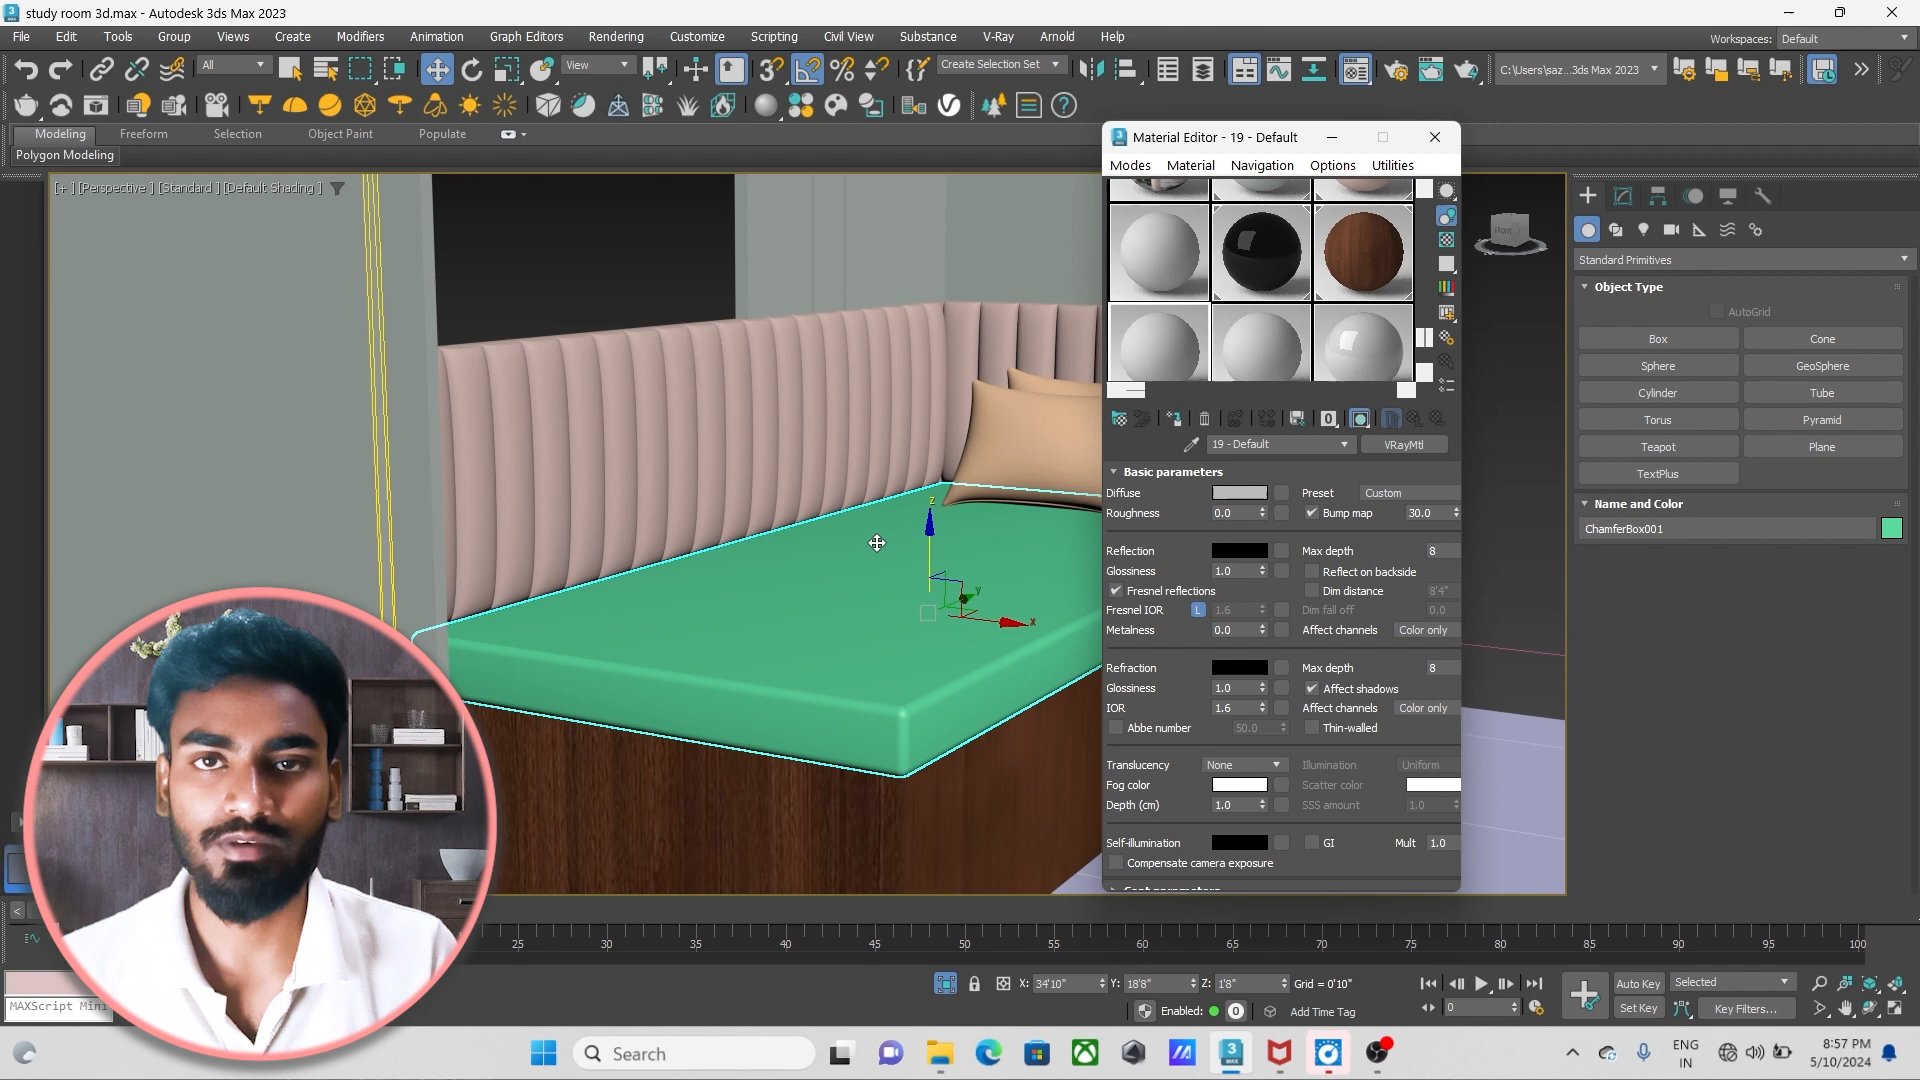 study room 3d.max - Autodesk 3ds Max 2023
File Edit Tools Group Views Create Modifiers Animation Graph Editors Rendering Customize Scripting Civil View Substance V-Ray Arnold Help
Workspaces: Default
All View Create Selection Set C:\Users\saz...3ds Max 2023
Modeling Freeform Selection Object Paint Populate
Polygon Modeling
[+] [Perspective] [Standard] [Default Shading]
Material Editor - 19 - Default
Modes Material Navigation Options Utilities
19 - Default VRayMtl
Basic parameters
Diffuse Preset Custom
Roughness 0.0 Bump map 30.0
Reflection Max depth 8
Glossiness 1.0 Reflect on backside
Fresnel reflections Dim distance 8'4"
Fresnel IOR L 1.6 Dim fall off 0.0
Metalness 0.0 Affect channels Color only
Refraction Max depth 8
Glossiness 1.0 Affect shadows
IOR 1.6 Affect channels Color only
Abbe number 50.0 Thin-walled
Translucency None Illumination Uniform
Fog color Scatter color
Depth (cm) 1.0 SSS amount 1.0
Self-illumination GI Mult 1.0
Compensate camera exposure
Standard Primitives
Object Type
AutoGrid
Box Cone
Sphere GeoSphere
Cylinder Tube
Torus Pyramid
Teapot Plane
TextPlus
Name and Color
ChamferBox001
z
y
x
25 30 35 40 45 50 55 60 65 70 75 80 85 90 95 100
X: 34'10" Y: 18'8" Z: 1'8" Grid = 0'10"
Enabled: 0 Add Time Tag
Auto Key Selected
0 Set Key Key Filters...
MAXScript Mini
Search
ENG
IN
8:57 PM
5/10/2024